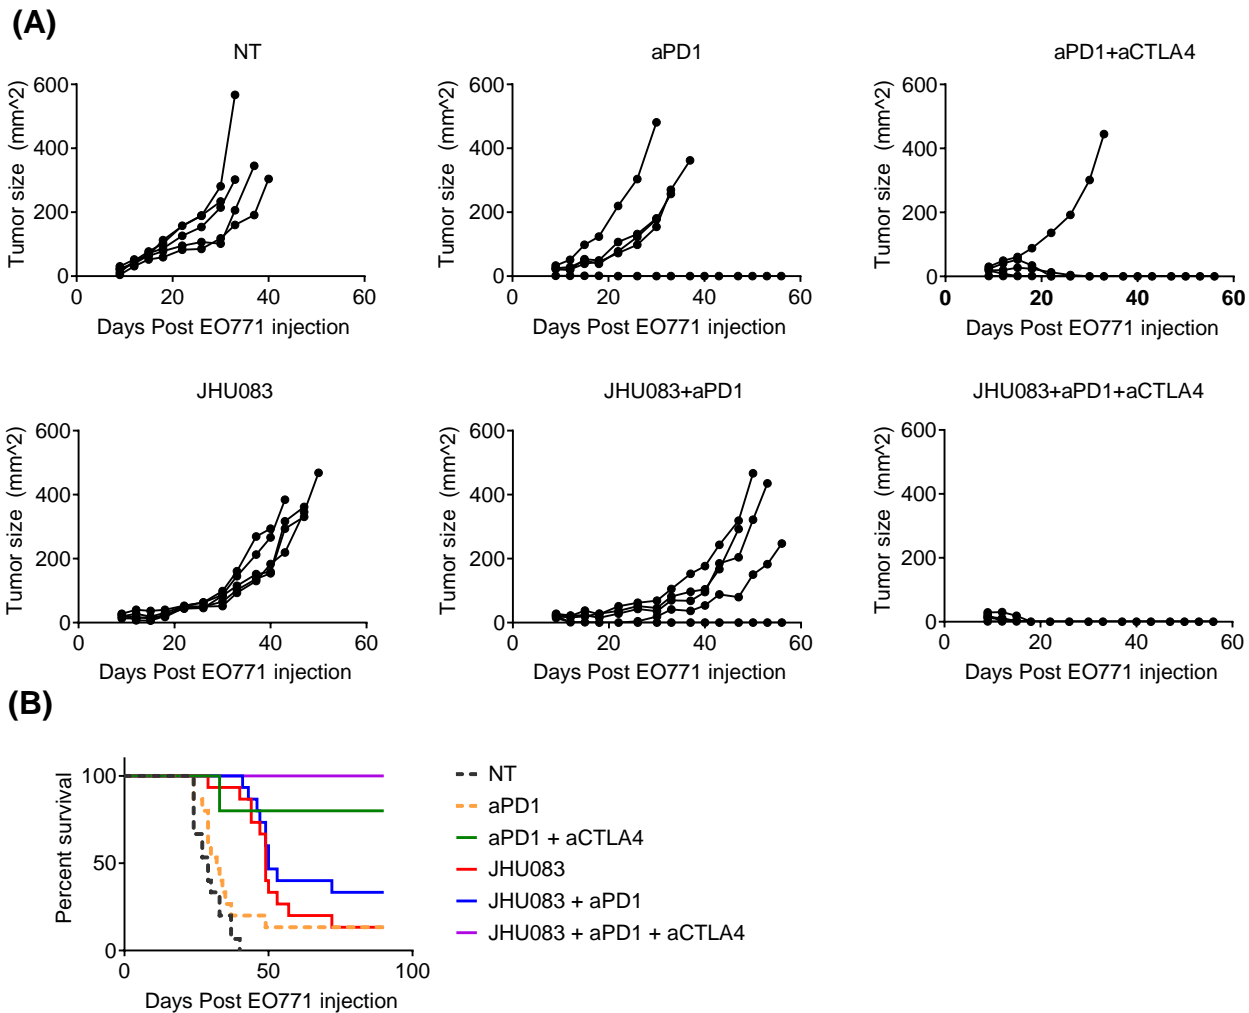 (A)
NT
aPD1
aPD1+aCTLA4
600
400
200
0
Tumor size (mm^2)
0 20 40 60
Days Post EO771 injection
600
400
200
0
Tumor size (mm^2)
0 20 40 60
Days Post EO771 injection
600
400
200
0
Tumor size (mm^2)
0 20 40 60
Days Post EO771 injection
JHU083
JHU083+aPD1
JHU083+aPD1+aCTLA4
600
400
200
0
Tumor size (mm^2)
0 20 40 60
Days Post EO771 injection
600
400
200
0
Tumor size (mm^2)
0 20 40 60
Days Post EO771 injection
600
400
200
0
Tumor size (mm^2)
0 20 40 60
Days Post EO771 injection
(B)
100
50
0
Percent survival
0 50 100
Days Post EO771 injection
NT
aPD1
aPD1 + aCTLA4
JHU083
JHU083 + aPD1
JHU083 + aPD1 + aCTLA4